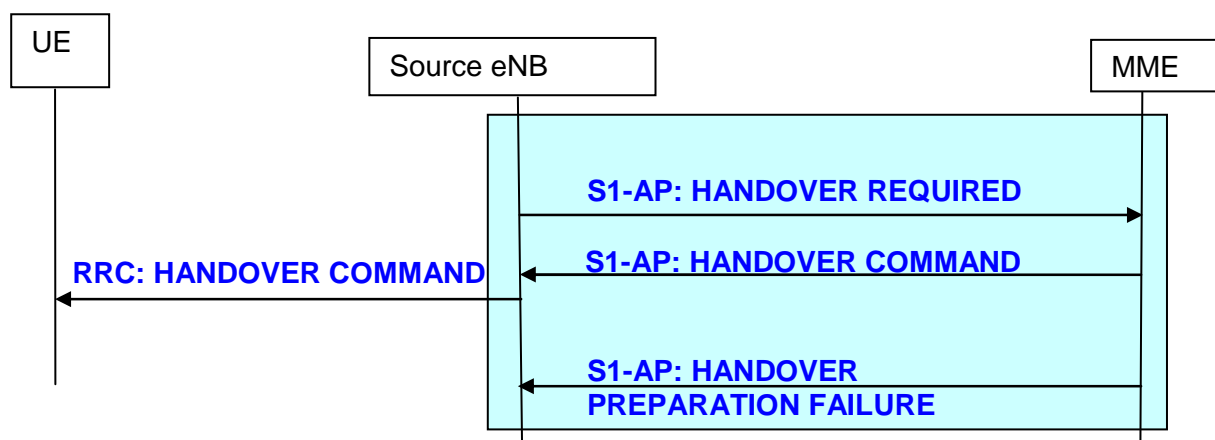 UE
Source eNB
MME
S1-AP: HANDOVER REQUIRED
S1-AP: HANDOVER COMMAND
RRC: HANDOVER COMMAND
S1-AP: HANDOVER
PREPARATION FAILURE